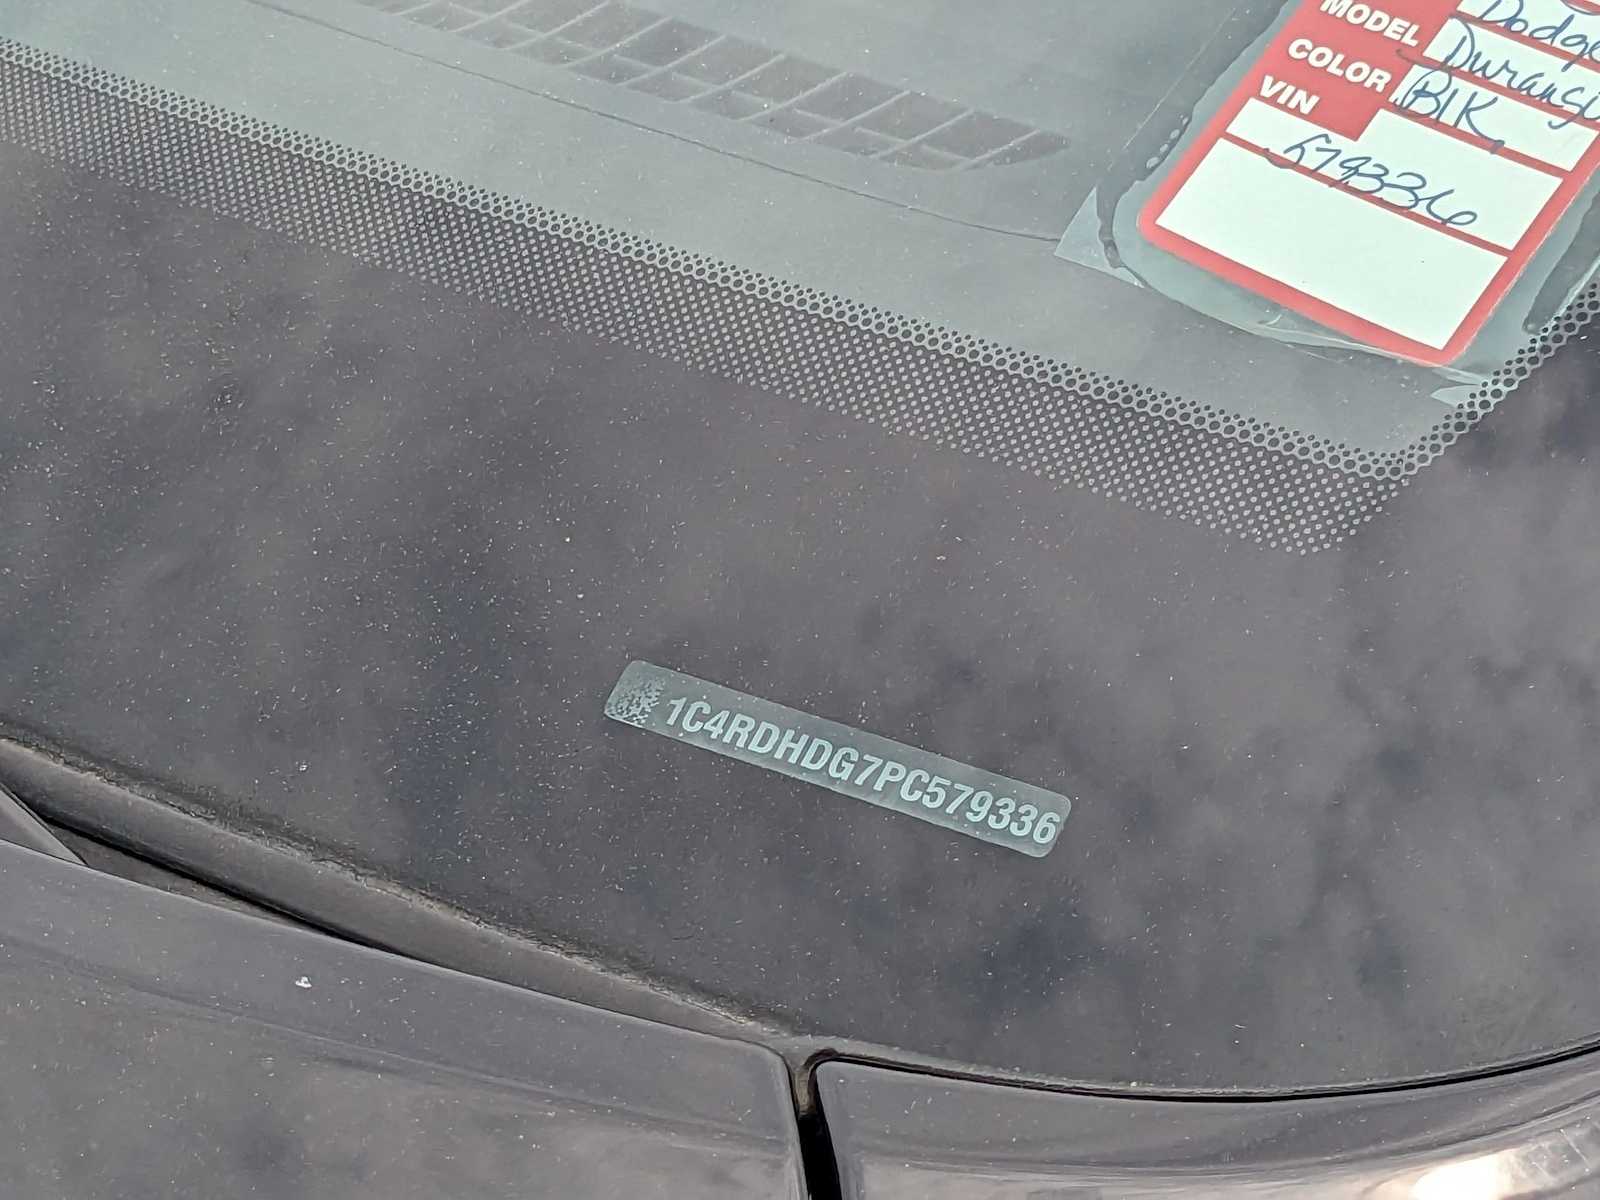 Dodge
MODEL Durango
COLOR Blk
VIN
579336
1C4RDHDG7PC579336